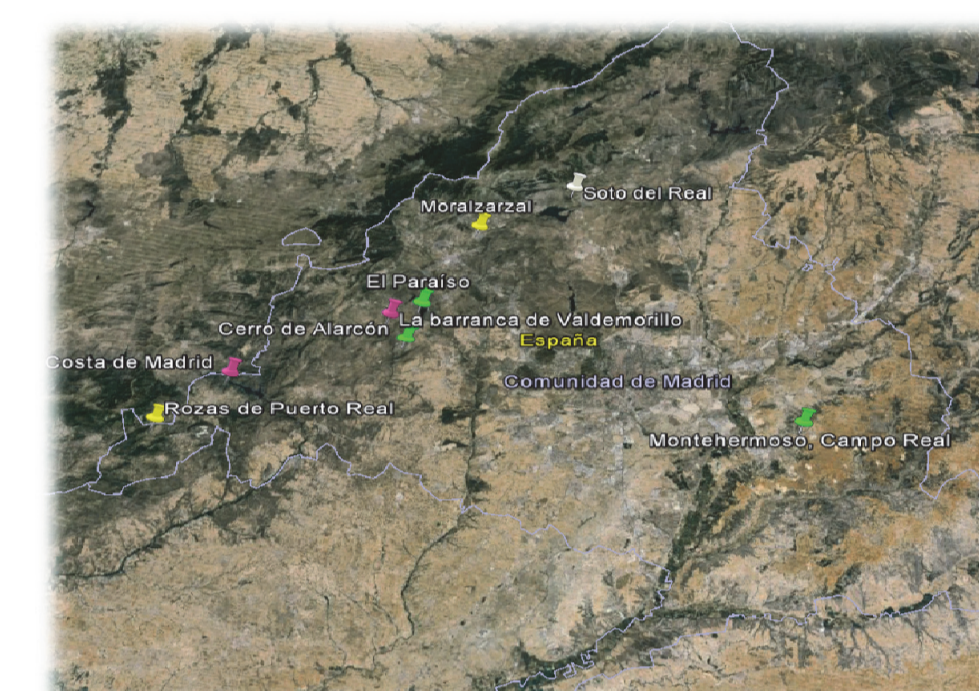 Soto del Real
Moralzarzal
El Paraíso
La barranca de Valdemorillo
Cerro de Alarcón
España
Costa de Madrid
Comunidad de Madrid
Rozas de Puerto Real
Montehermoso, Campo Real